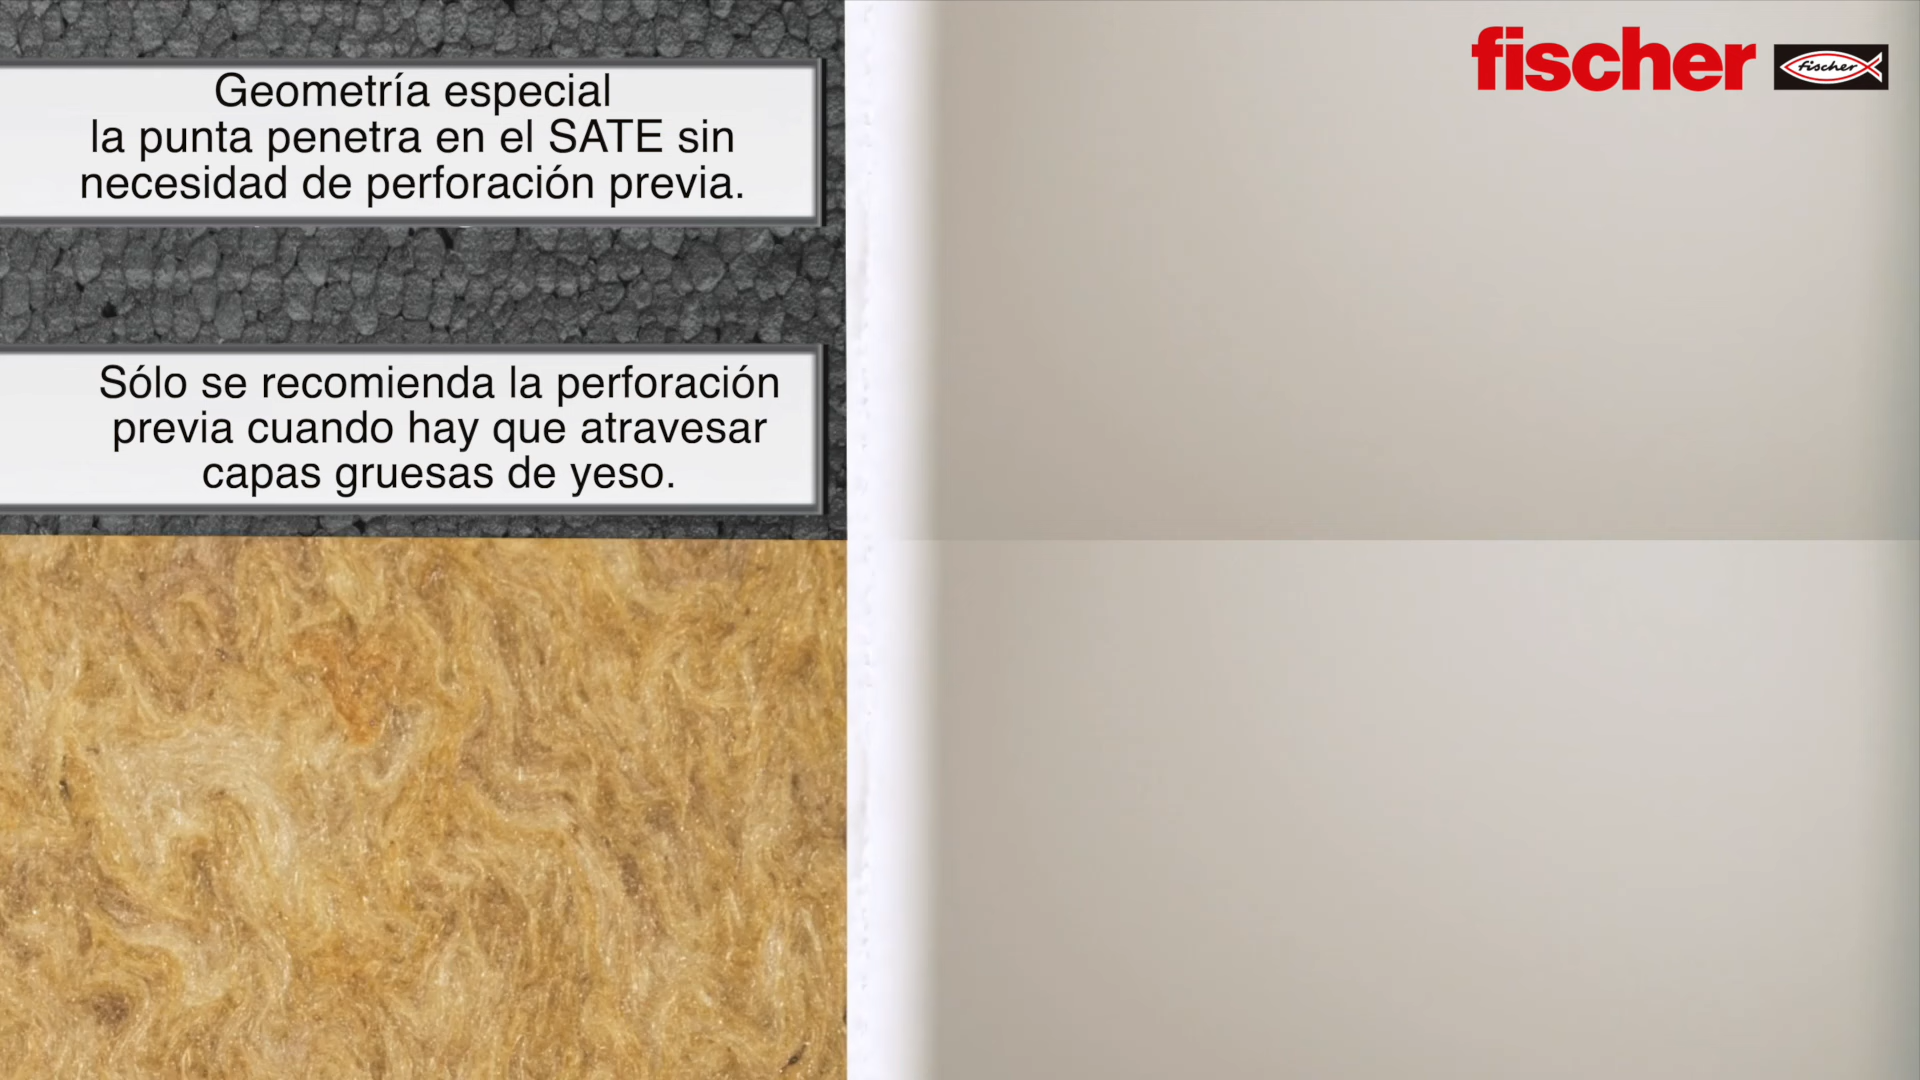 fischer
fischer
Geometría especial
la punta penetra en el SATE sin
necesidad de perforación previa.
Sólo se recomienda la perforación
previa cuando hay que atravesar
capas gruesas de yeso.